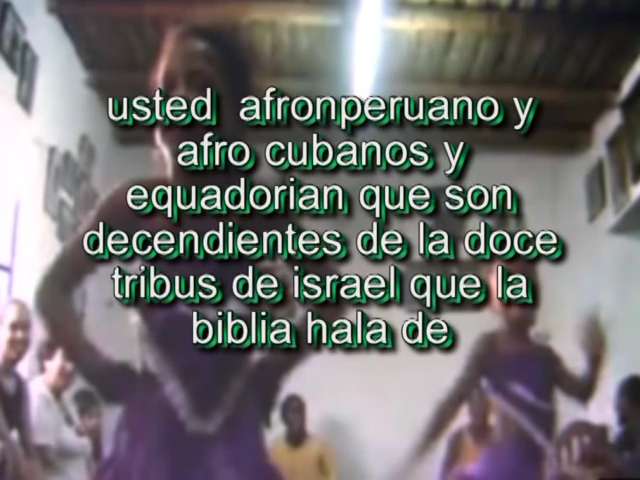 usted afronperuano y
afro cubanos y
equadorian que son
decendientes de la doce
tribus de israel que la
biblia hala de